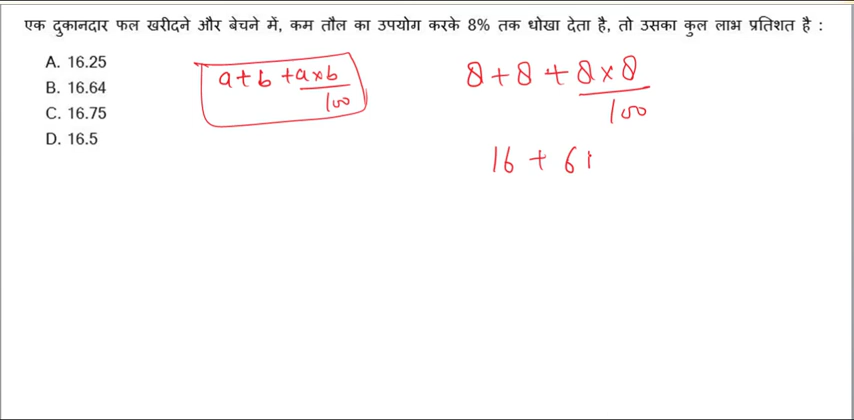 एक दुकानदार फल खरीदने और बेचने में, कम तौल का उपयोग करके 8% तक धोखा देता है, तो उसका कुल लाभ प्रतिशत है :
A. 16.25
B. 16.64
C. 16.75
D. 16.5
a+b+a×b/100
8+8+8×8/100
16+61